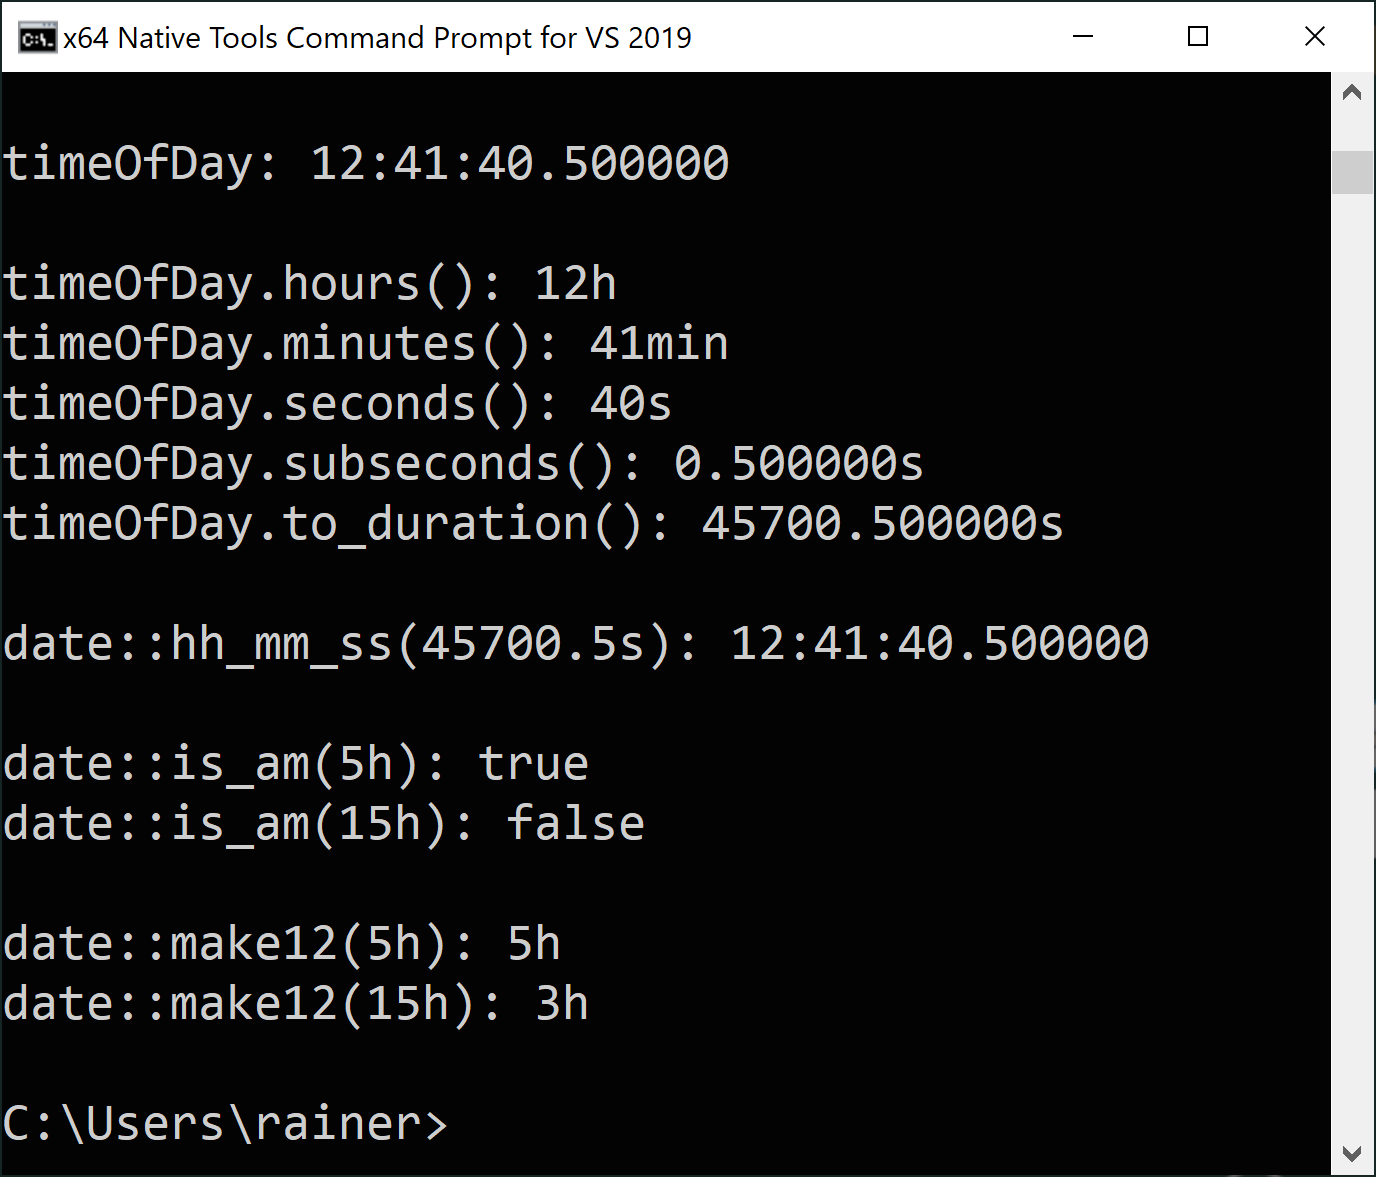 x64 Native Tools Command Prompt for VS 2019
timeOfDay: 12:41:40.500000
timeOfDay.hours(): 12h
timeOfDay.minutes(): 41min
timeOfDay.seconds(): 40s
timeOfDay.subseconds(): 0.500000s
timeOfDay.to_duration(): 45700.500000s
date::hh_mm_ss(45700.5s): 12:41:40.500000
date::is_am(5h): true
date::is_am(15h): false
date::make12(5h): 5h
date::make12(15h): 3h
C:\Users\rainer>